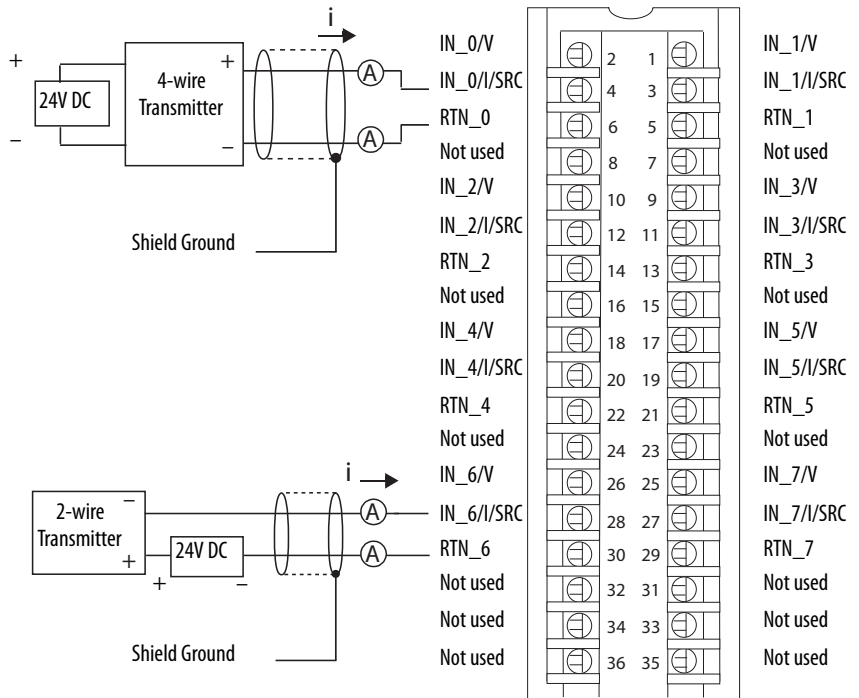 i
IN_0/V 2 1 IN_1/V
+ 4-wire Transmitter + A IN_0/I/SRC 4 3 IN_1/I/SRC
24V DC
RTN_0 6 5 RTN_1
– – A
Not used 8 7 Not used
IN_2/V 10 9 IN_3/V
Shield Ground IN_2/I/SRC 12 11 IN_3/I/SRC
RTN_2 14 13 RTN_3
Not used 16 15 Not used
IN_4/V 18 17 IN_5/V
IN_4/I/SRC 20 19 IN_5/I/SRC
RTN_4 22 21 RTN_5
Not used 24 23 Not used
i
IN_6/V 26 25 IN_7/V
2-wire Transmitter – A IN_6/I/SRC 28 27 IN_7/I/SRC
+ 24V DC A RTN_6 30 29 RTN_7
+ –
Not used 32 31 Not used
Not used 34 33 Not used
Shield Ground Not used 36 35 Not used